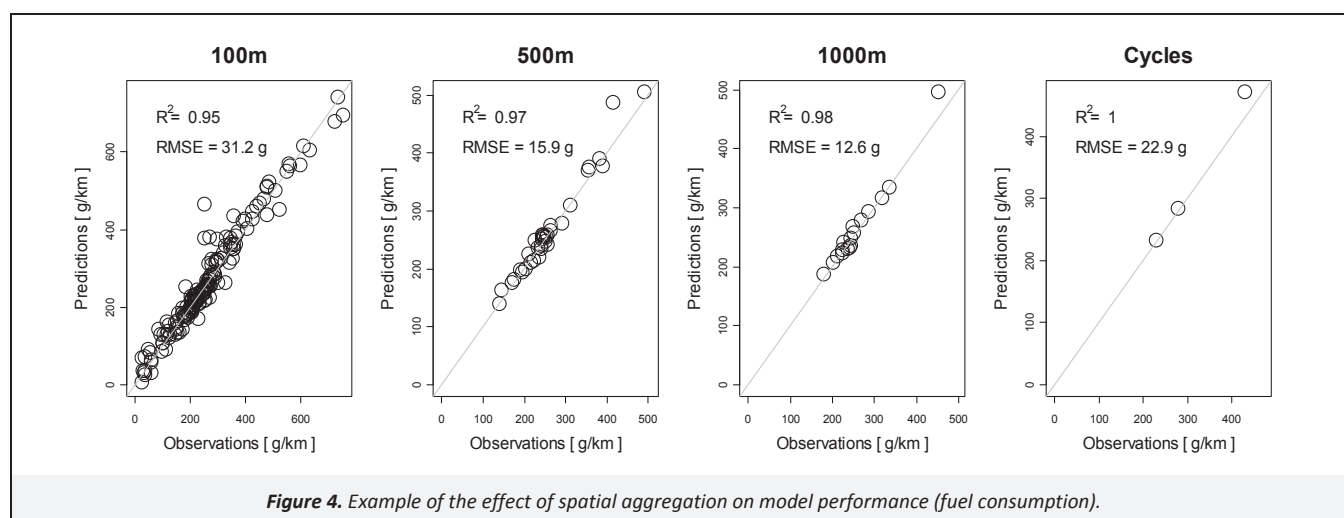 100m
R²= 0.95
RMSE = 31.2 g
Predictions [ g/km ]
0 200 400 600
0 200 400 600
Observations [ g/km ]
500m
R²= 0.97
RMSE = 15.9 g
Predictions [ g/km ]
0 100 200 300 400 500
0 100 200 300 400 500
Observations [ g/km ]
1000m
R²= 0.98
RMSE = 12.6 g
Predictions [ g/km ]
0 100 200 300 400 500
0 100 200 300 400 500
Observations [ g/km ]
Cycles
R²= 1
RMSE = 22.9 g
Predictions [ g/km ]
0 100 200 300 400
0 100 200 300 400
Observations [ g/km ]
Figure 4. Example of the effect of spatial aggregation on model performance (fuel consumption).